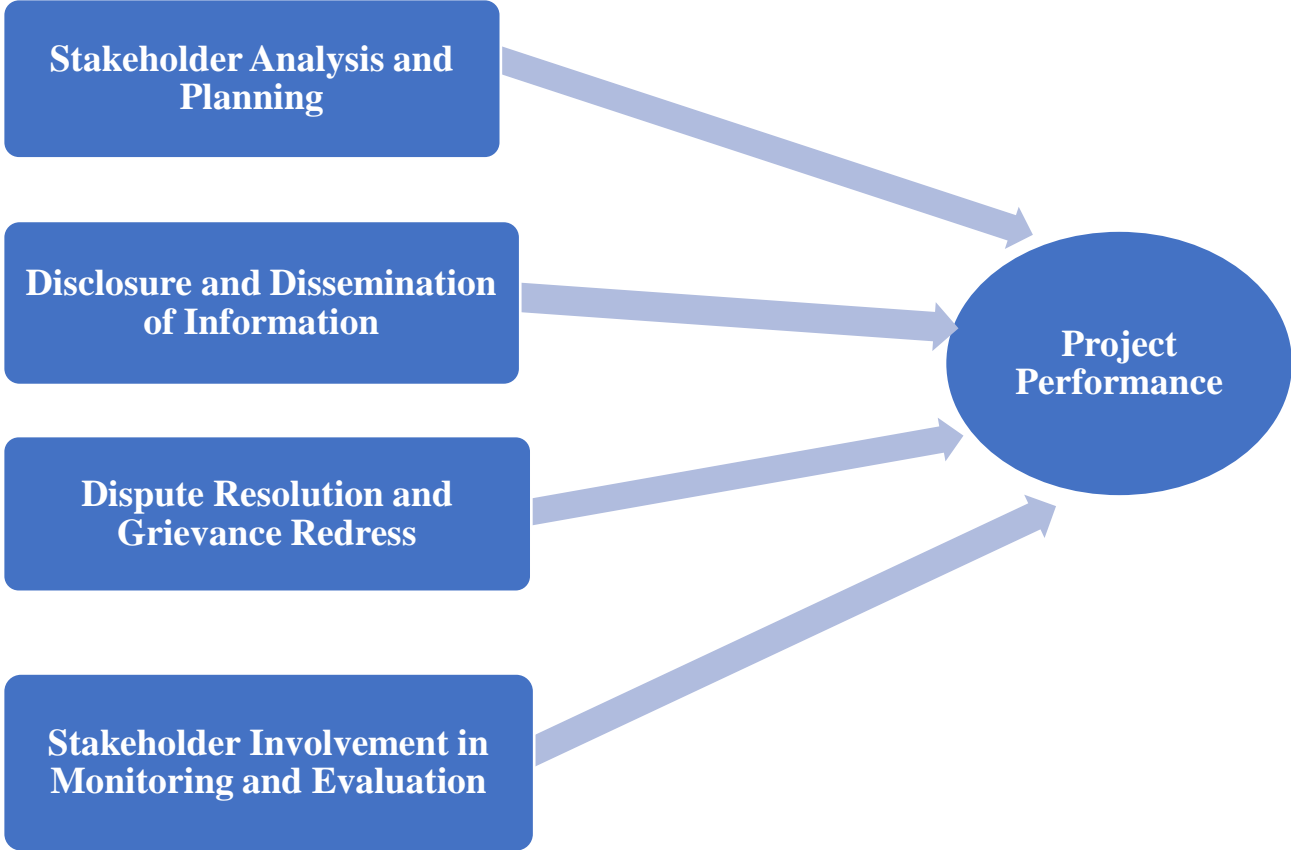 Stakeholder Analysis and
Planning
Disclosure and Dissemination
of Information
Project
Performance
Dispute Resolution and
Grievance Redress
Stakeholder Involvement in
Monitoring and Evaluation